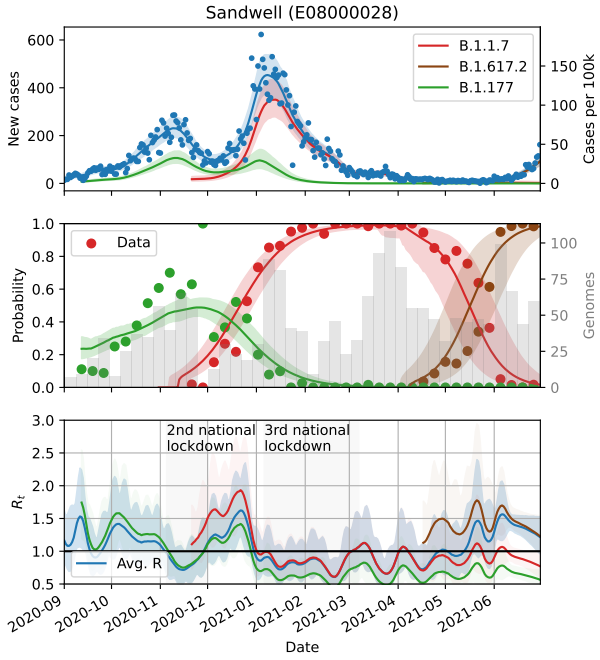 Sandwell (E08000028)
New cases
600
400
200
0
B.1.1.7
B.1.617.2
B.1.177
150
100
50
0
Cases per 100k
Probability
1.0
0.8
0.6
0.4
0.2
0.0
Data
100
75
50
25
0
Genomes
R_t
3.0
2.5
2.0
1.5
1.0
0.5
2nd national
lockdown
3rd national
lockdown
Avg. R
2020-09
2020-10
2020-11
2020-12
2021-01
2021-02
2021-03
2021-04
2021-05
2021-06
Date